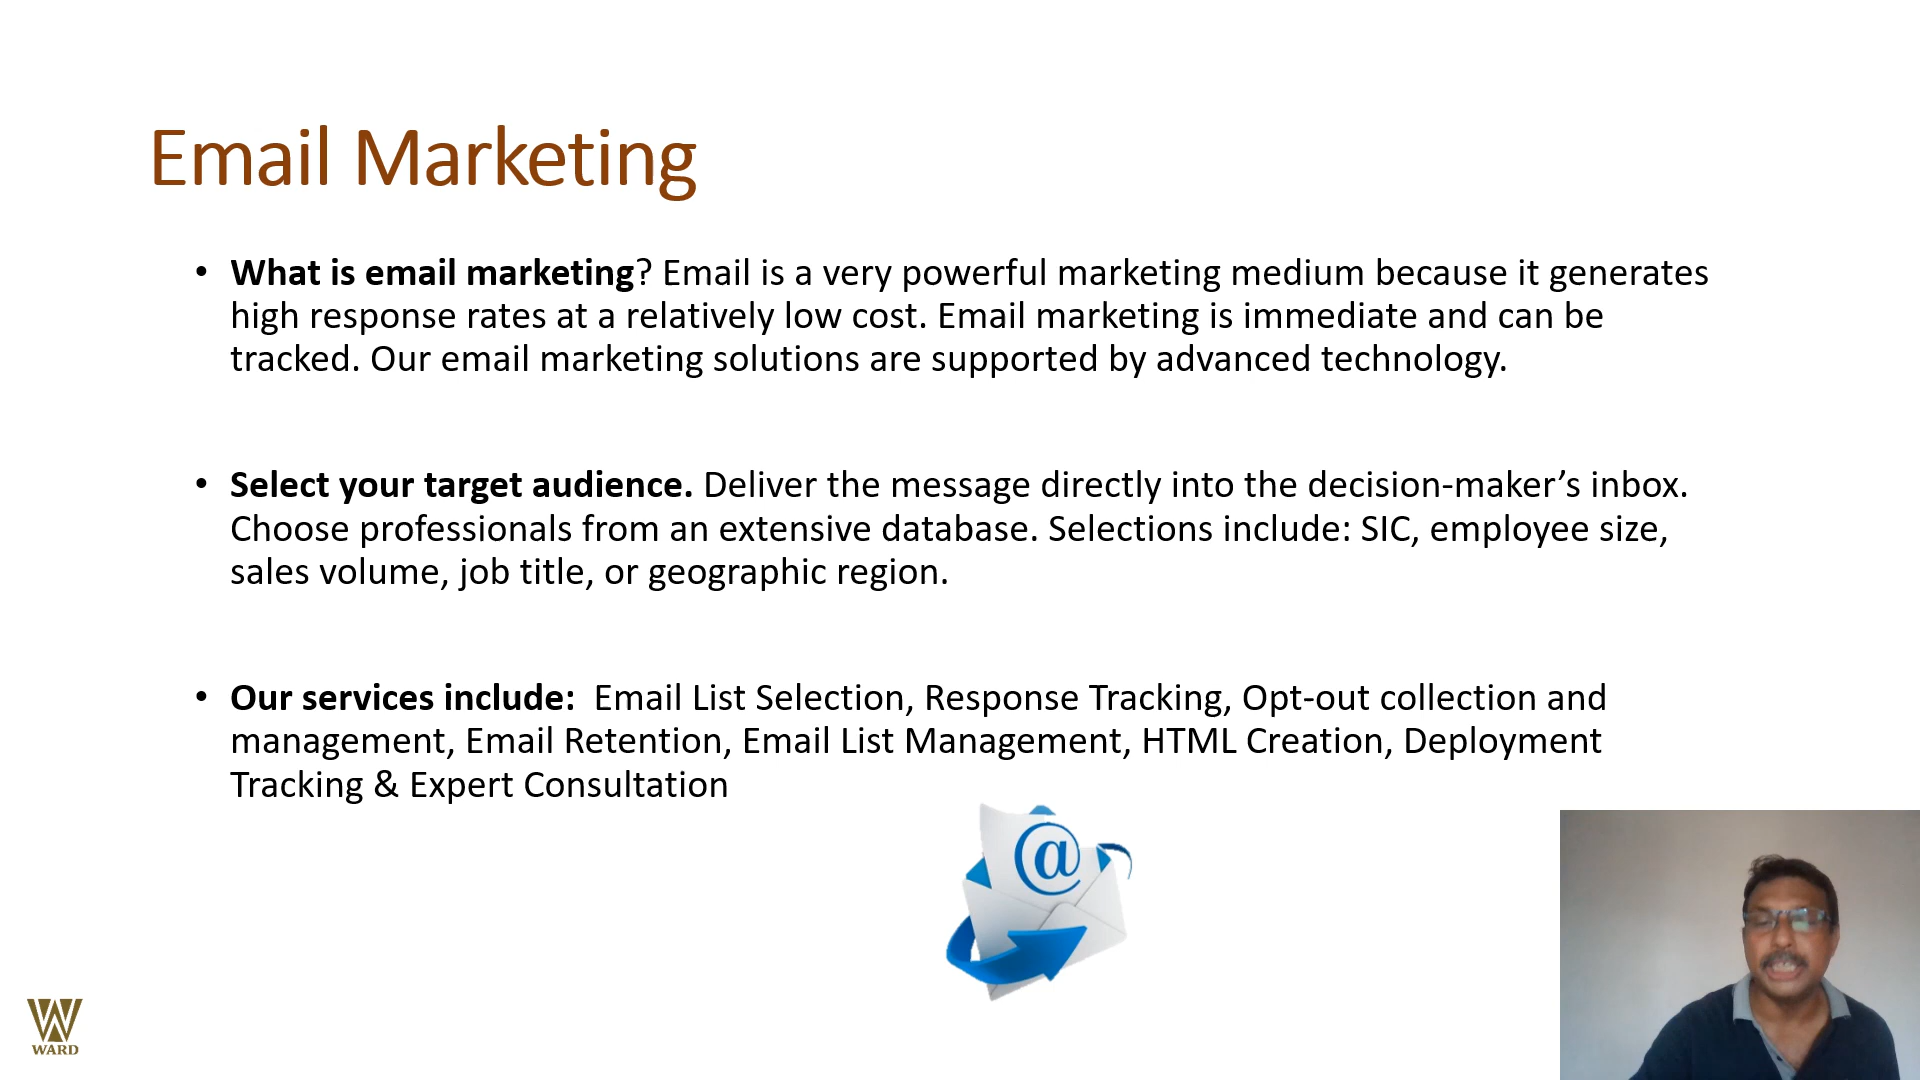 Email Marketing
• What is email marketing? Email is a very powerful marketing medium because it generates
high response rates at a relatively low cost. Email marketing is immediate and can be
tracked. Our email marketing solutions are supported by advanced technology.
• Select your target audience. Deliver the message directly into the decision-maker’s inbox.
Choose professionals from an extensive database. Selections include: SIC, employee size,
sales volume, job title, or geographic region.
• Our services include:  Email List Selection, Response Tracking, Opt-out collection and
management, Email Retention, Email List Management, HTML Creation, Deployment
Tracking & Expert Consultation
@
W
WARD